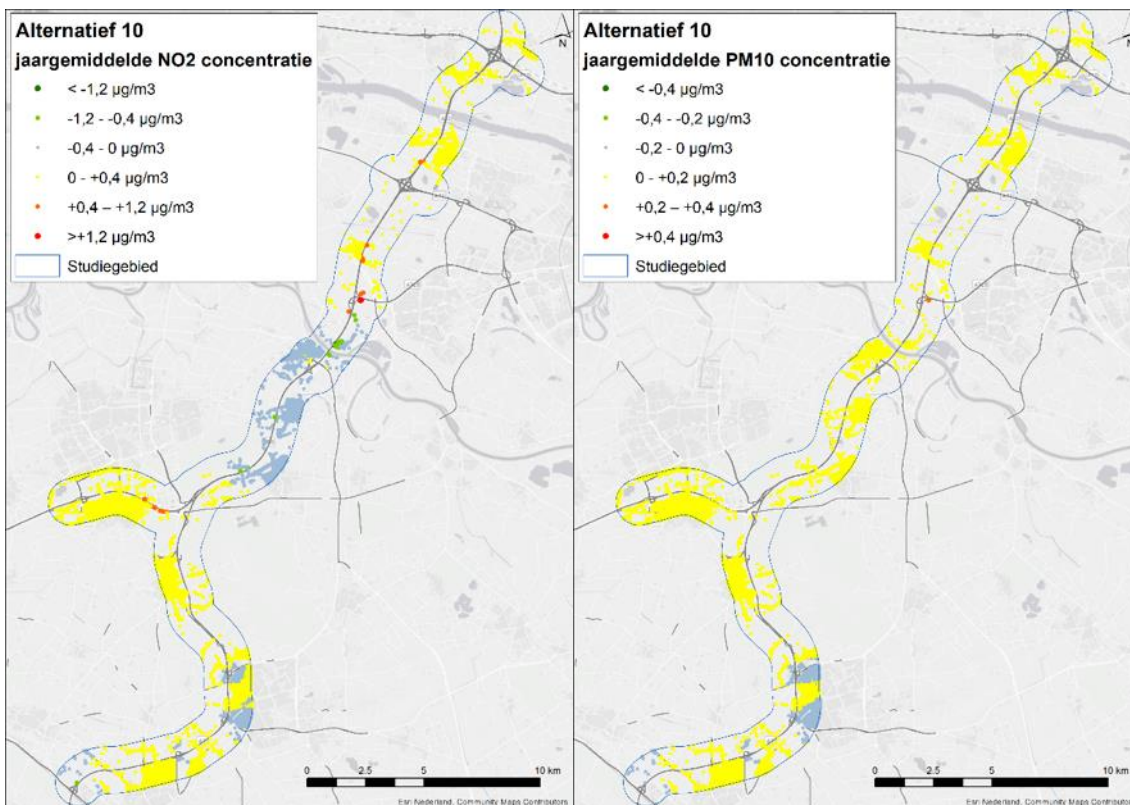 Alternatief 10
jaargemiddelde NO2 concentratie
< -1,2 µg/m3
-1,2 - -0,4 µg/m3
-0,4 - 0 µg/m3
0 - +0,4 µg/m3
+0,4 – +1,2 µg/m3
>+1,2 µg/m3
Studiegebied
N
0 2.5 5 10 km
Esri Nederland, Community Maps Contributors
Alternatief 10
jaargemiddelde PM10 concentratie
< -0,4 µg/m3
-0,4 - -0,2 µg/m3
-0,2 - 0 µg/m3
0 - +0,2 µg/m3
+0,2 – +0,4 µg/m3
>+0,4 µg/m3
Studiegebied
N
0 2.5 5 10 km
Esri Nederland, Community Maps Contributors